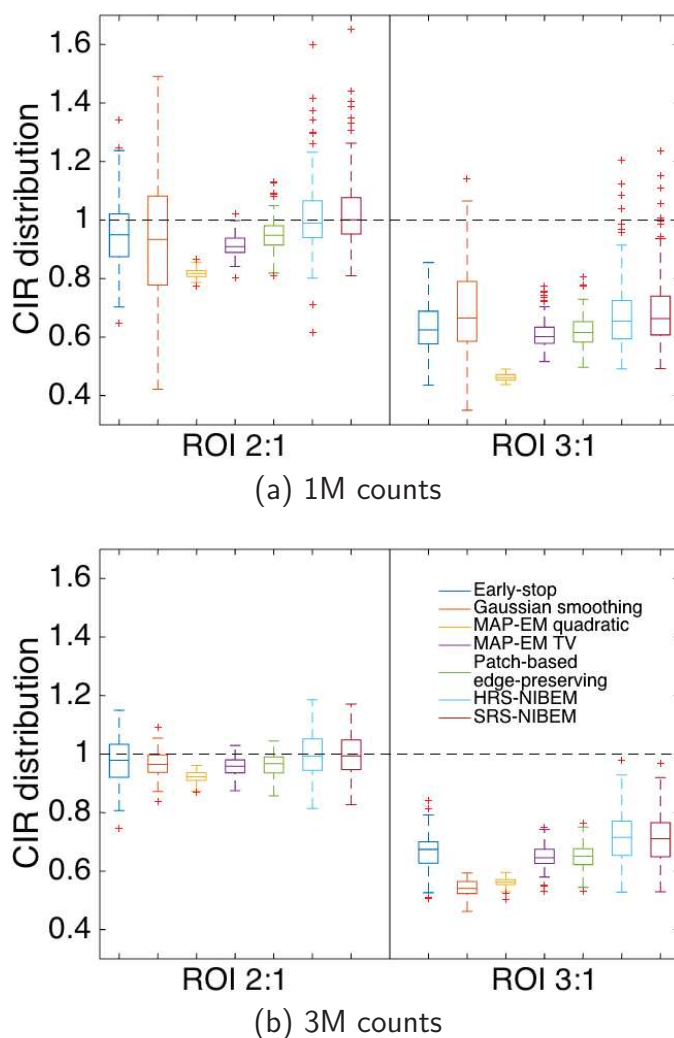 1.6
1.4
1.2
1
0.8
0.6
0.4
CIR distribution
ROI 2:1
ROI 3:1
(a) 1M counts
1.6
1.4
1.2
1
0.8
0.6
0.4
CIR distribution
Early-stop
Gaussian smoothing
MAP-EM quadratic
MAP-EM TV
Patch-based
edge-preserving
HRS-NIBEM
SRS-NIBEM
ROI 2:1
ROI 3:1
(b) 3M counts